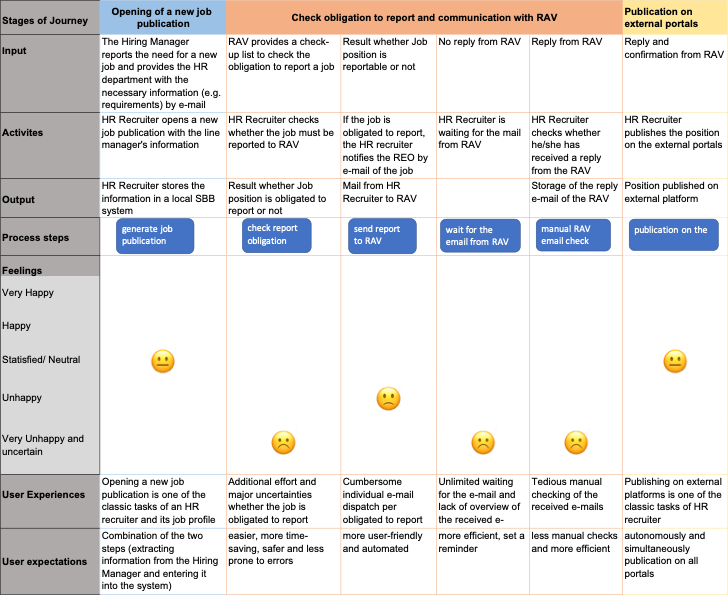 Stages of Journey
Opening of a new job
publication
Check obligation to report and communication with RAV
Publication on
external portals
Input
The Hiring Manager
reports the need for a new
job and provides the HR
department with the
necessary information (e.g.
requirements) by e-mail
RAV provides a check-
up list to check the
obligation to report a job
Result whether Job
position is
reportable or not
No reply from RAV
Reply from RAV
Reply and
confirmation from RAV
Activites
HR Recruiter opens a new
job publication with the line
manager's information
HR Recruiter checks
whether the job must be
reported to RAV
If the job is
obligated to report,
the HR recruiter
notifies the REO by
e-mail of the job
HR Recruiter is
waiting for the mail
from RAV
HR Recruiter
checks whether
he/she has
received a reply
from the RAV
HR Recruiter
publishes the position
on the external portals
Output
HR Recruiter stores the
information in a local SBB
system
Result whether Job
position is obligated to
report or not
Mail from HR
Recruiter to RAV
Storage of the reply
e-mail of the RAV
Position published on
external platform
Process steps
generate job
publication
check report
obligation
send report
to RAV
wait for the
email from RAV
manual RAV
email check
publication on the
Feelings
Very Happy
Happy
Statisfied/ Neutral
Unhappy
Very Unhappy and
uncertain
User Experiences
Opening a new job
publication is one of the
classic tasks of an HR
recruiter and its job profile
Additional effort and
major uncertainties
whether the job is
obligated to report
Cumbersome
individual e-mail
dispatch per
obligated to report
Unlimited waiting
for the e-mail and
lack of overview of
the received e-
Tedious manual
checking of the
received e-mails
Publishing on external
platforms is one of the
classic tasks of HR
recruiter
User expectations
Combination of the two
steps (extracting
information from the Hiring
Manager and entering it
into the system)
easier, more time-
saving, safer and less
prone to errors
more user-friendly
and automated
more efficient, set a
reminder
less manual checks
and more efficient
autonomously and
simultaneously
publication on all
portals